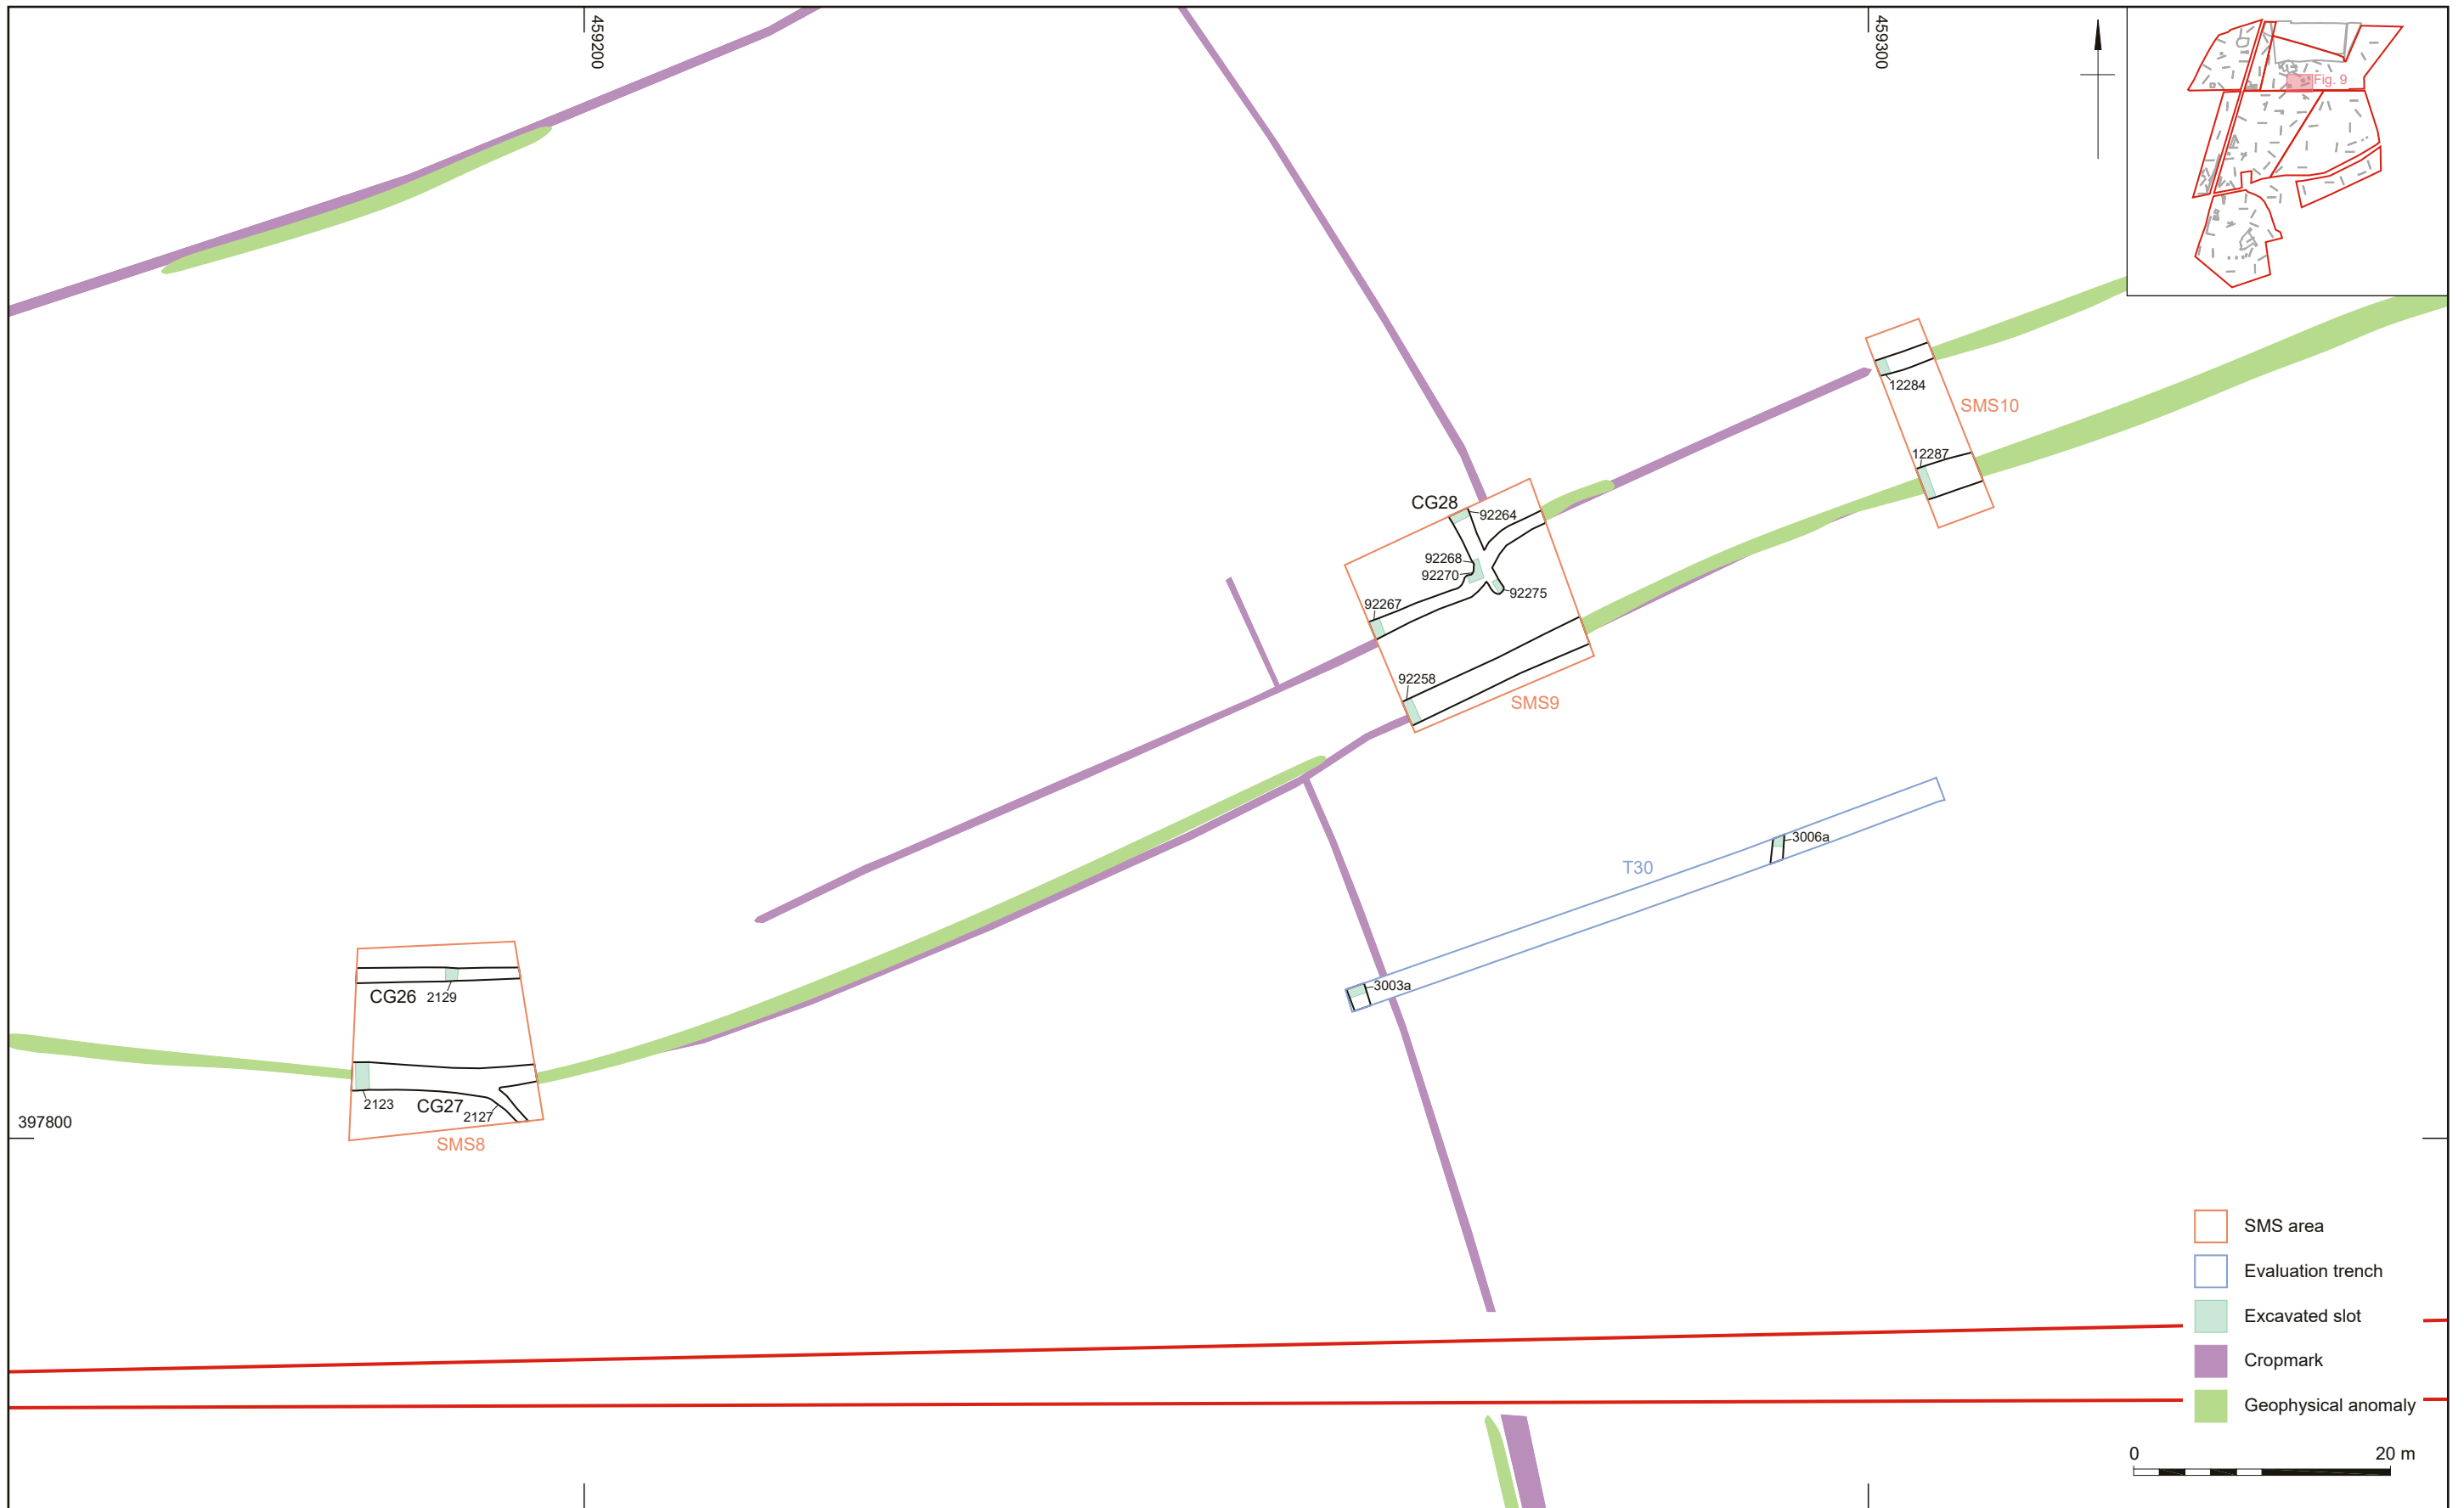 459200
459300
Fig. 9
12284
SMS10
12287
CG28
92264
92268
92270
92275
92267
92258
SMS9
3006a
T30
3003a
CG26
2129
2123
CG27
2127
397800
SMS8
SMS area
Evaluation trench
Excavated slot
Cropmark
Geophysical anomaly
0
20 m